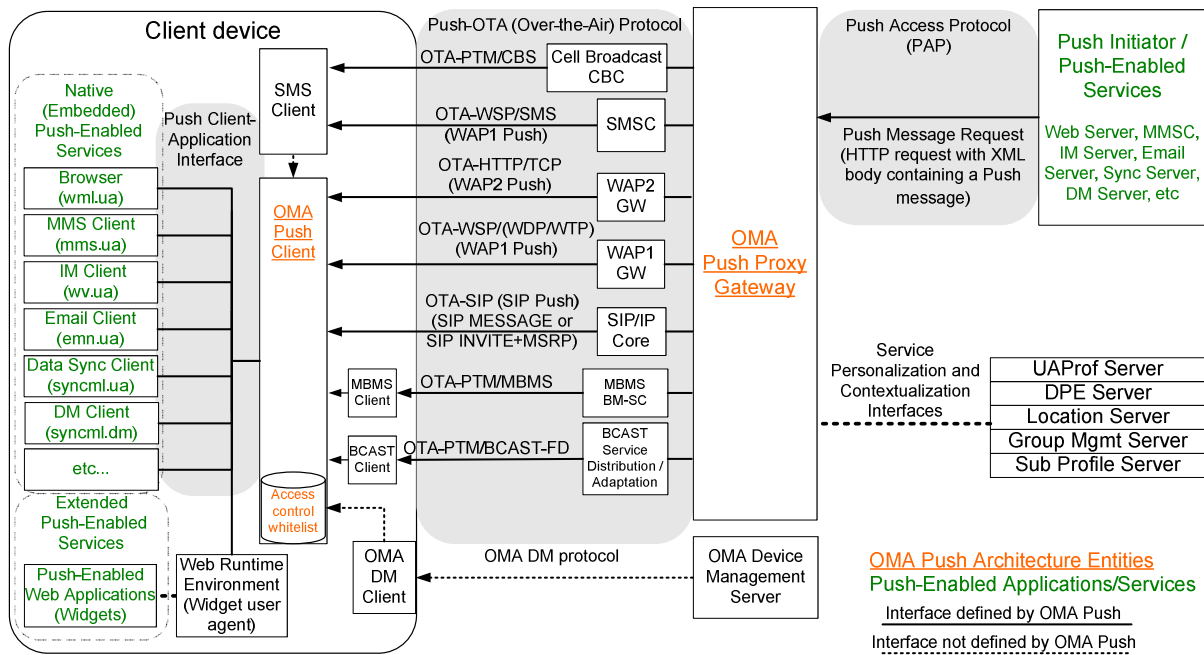 Client device
Native
(Embedded)
Push-Enabled
Services
Browser
(wml.ua)
MMS Client
(mms.ua)
IM Client
(wv.ua)
Email Client
(emn.ua)
Data Sync Client
(syncml.ua)
DM Client
(syncml.dm)
etc...
Extended
Push-Enabled
Services
Push-Enabled
Web Applications
(Widgets)
Push Client-
Application
Interface
Web Runtime
Environment
(Widget user
agent)
SMS
Client
OMA
Push
Client
Access
control
whitelist
MBMS
Client
BCAST
Client
OMA
DM
Client
Push-OTA (Over-the-Air) Protocol
OTA-PTM/CBS
Cell Broadcast
CBC
OTA-WSP/SMS
(WAP1 Push)
SMSC
OTA-HTTP/TCP
(WAP2 Push)
WAP2
GW
OTA-WSP/(WDP/WTP)
(WAP1 Push)
WAP1
GW
OTA-SIP (SIP Push)
(SIP MESSAGE or
SIP INVITE+MSRP)
SIP/IP
Core
OTA-PTM/MBMS
MBMS
BM-SC
OTA-PTM/BCAST-FD
BCAST
Service
Distribution /
Adaptation
OMA DM protocol
OMA
Push Proxy
Gateway
OMA Device
Management
Server
Push Access Protocol
(PAP)
Push Message Request
(HTTP request with XML
body containing a Push
message)
Push Initiator /
Push-Enabled
Services
Web Server, MMSC,
IM Server, Email
Server, Sync Server,
DM Server, etc
Service
Personalization and
Contextualization
Interfaces
UAProf Server
DPE Server
Location Server
Group Mgmt Server
Sub Profile Server
OMA Push Architecture Entities
Push-Enabled Applications/Services
Interface defined by OMA Push
Interface not defined by OMA Push